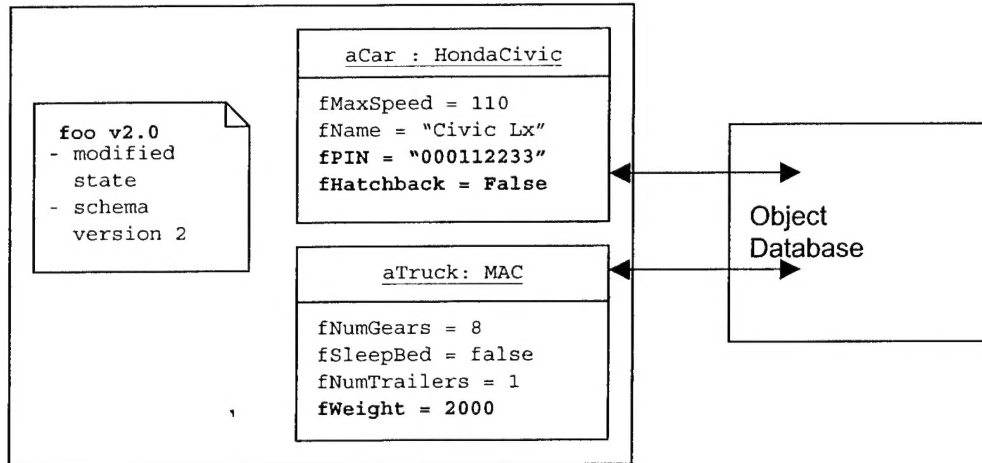 foo v2.0
- modified
state
- schema
version 2
aCar : HondaCivic
fMaxSpeed = 110
fName = “Civic Lx”
fPIN = “000112233”
fHatchback = False
aTruck: MAC
fNumGears = 8
fSleepBed = false
fNumTrailers = 1
fWeight = 2000
Object
Database